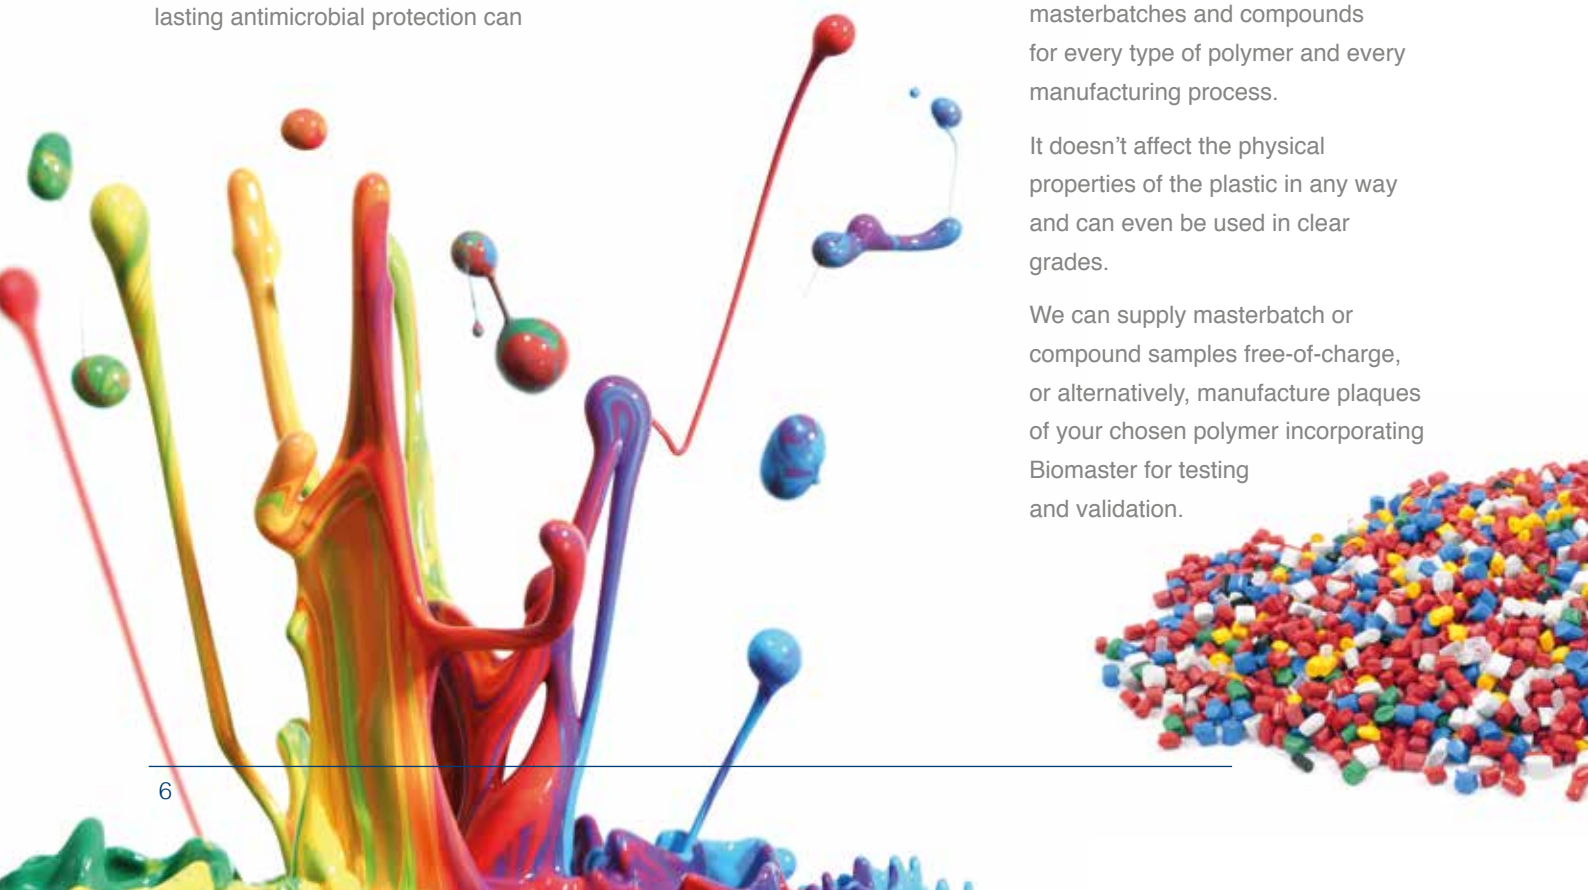 lasting antimicrobial protection can
masterbatches and compounds
for every type of polymer and every
manufacturing process.
It doesn’t affect the physical
properties of the plastic in any way
and can even be used in clear
grades.
We can supply masterbatch or
compound samples free-of-charge,
or alternatively, manufacture plaques
of your chosen polymer incorporating
Biomaster for testing
and validation.
6